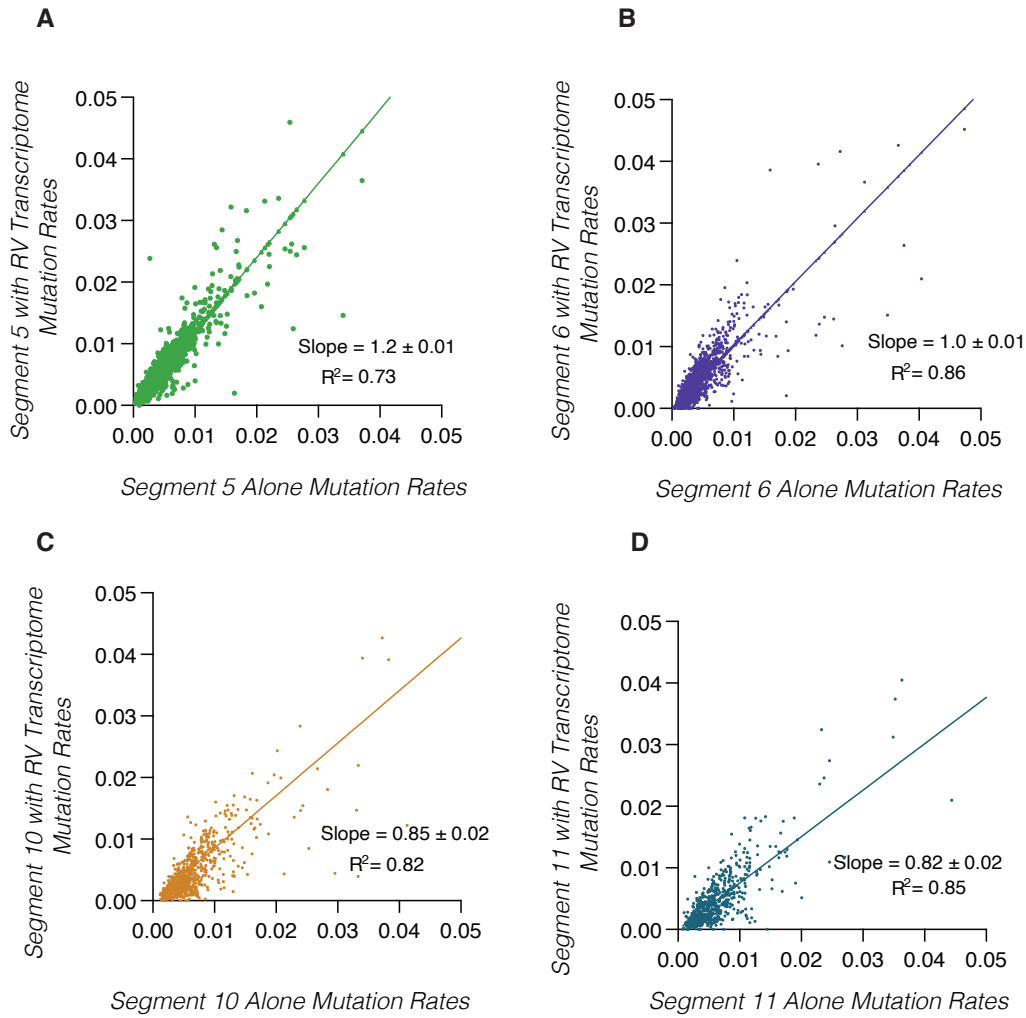 A
Segment 5 with RV Transcriptome
Mutation Rates
0.05
0.04
0.03
0.02
0.01
0.00
Slope = 1.2 ± 0.01
R²= 0.73
0.00 0.01 0.02 0.03 0.04 0.05
Segment 5 Alone Mutation Rates
B
Segment 6 with RV Transcriptome
Mutation Rates
0.05
0.04
0.03
0.02
0.01
0.00
Slope = 1.0 ± 0.01
R²= 0.86
0.00 0.01 0.02 0.03 0.04 0.05
Segment 6 Alone Mutation Rates
C
Segment 10 with RV Transcriptome
Mutation Rates
0.05
0.04
0.03
0.02
0.01
0.00
Slope = 0.85 ± 0.02
R²= 0.82
0.00 0.01 0.02 0.03 0.04 0.05
Segment 10 Alone Mutation Rates
D
Segment 11 with RV Transcriptome
Mutation Rates
0.05
0.04
0.03
0.02
0.01
0.00
Slope = 0.82 ± 0.02
R²= 0.85
0.00 0.01 0.02 0.03 0.04 0.05
Segment 11 Alone Mutation Rates